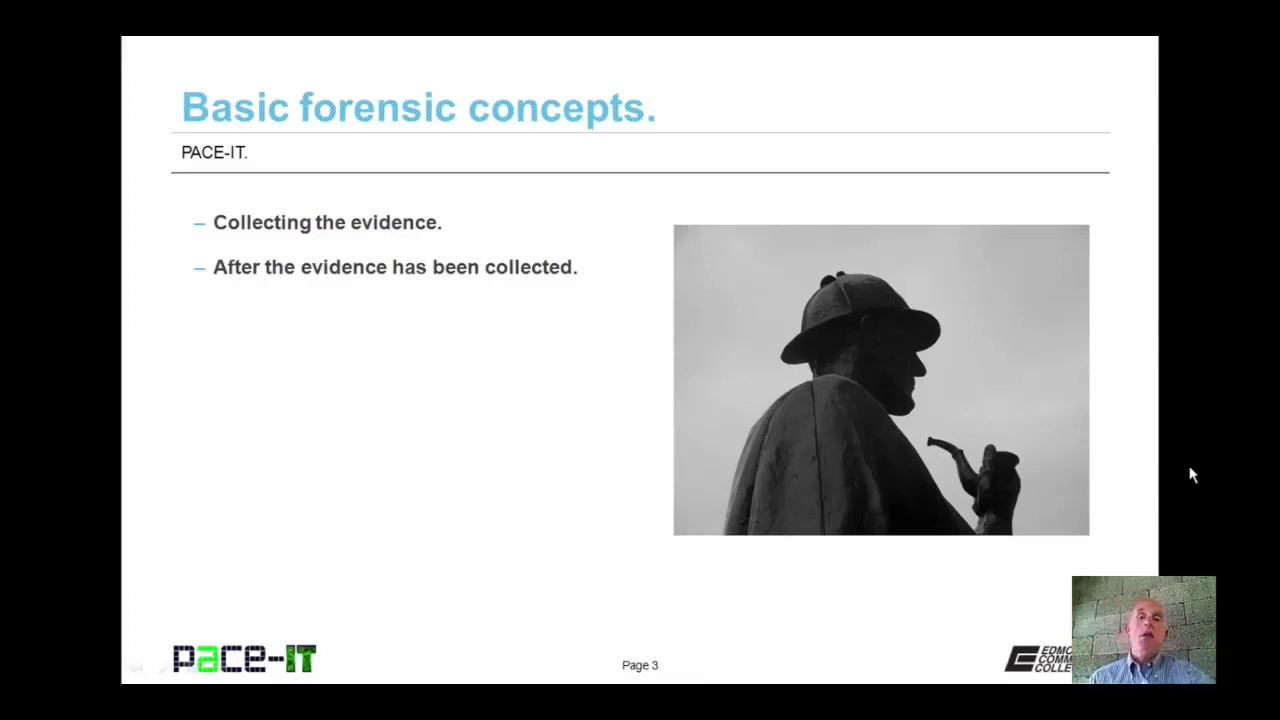 Basic forensic concepts.
PACE-IT.
– Collecting the evidence.
– After the evidence has been collected.
pace-IT
Page 3